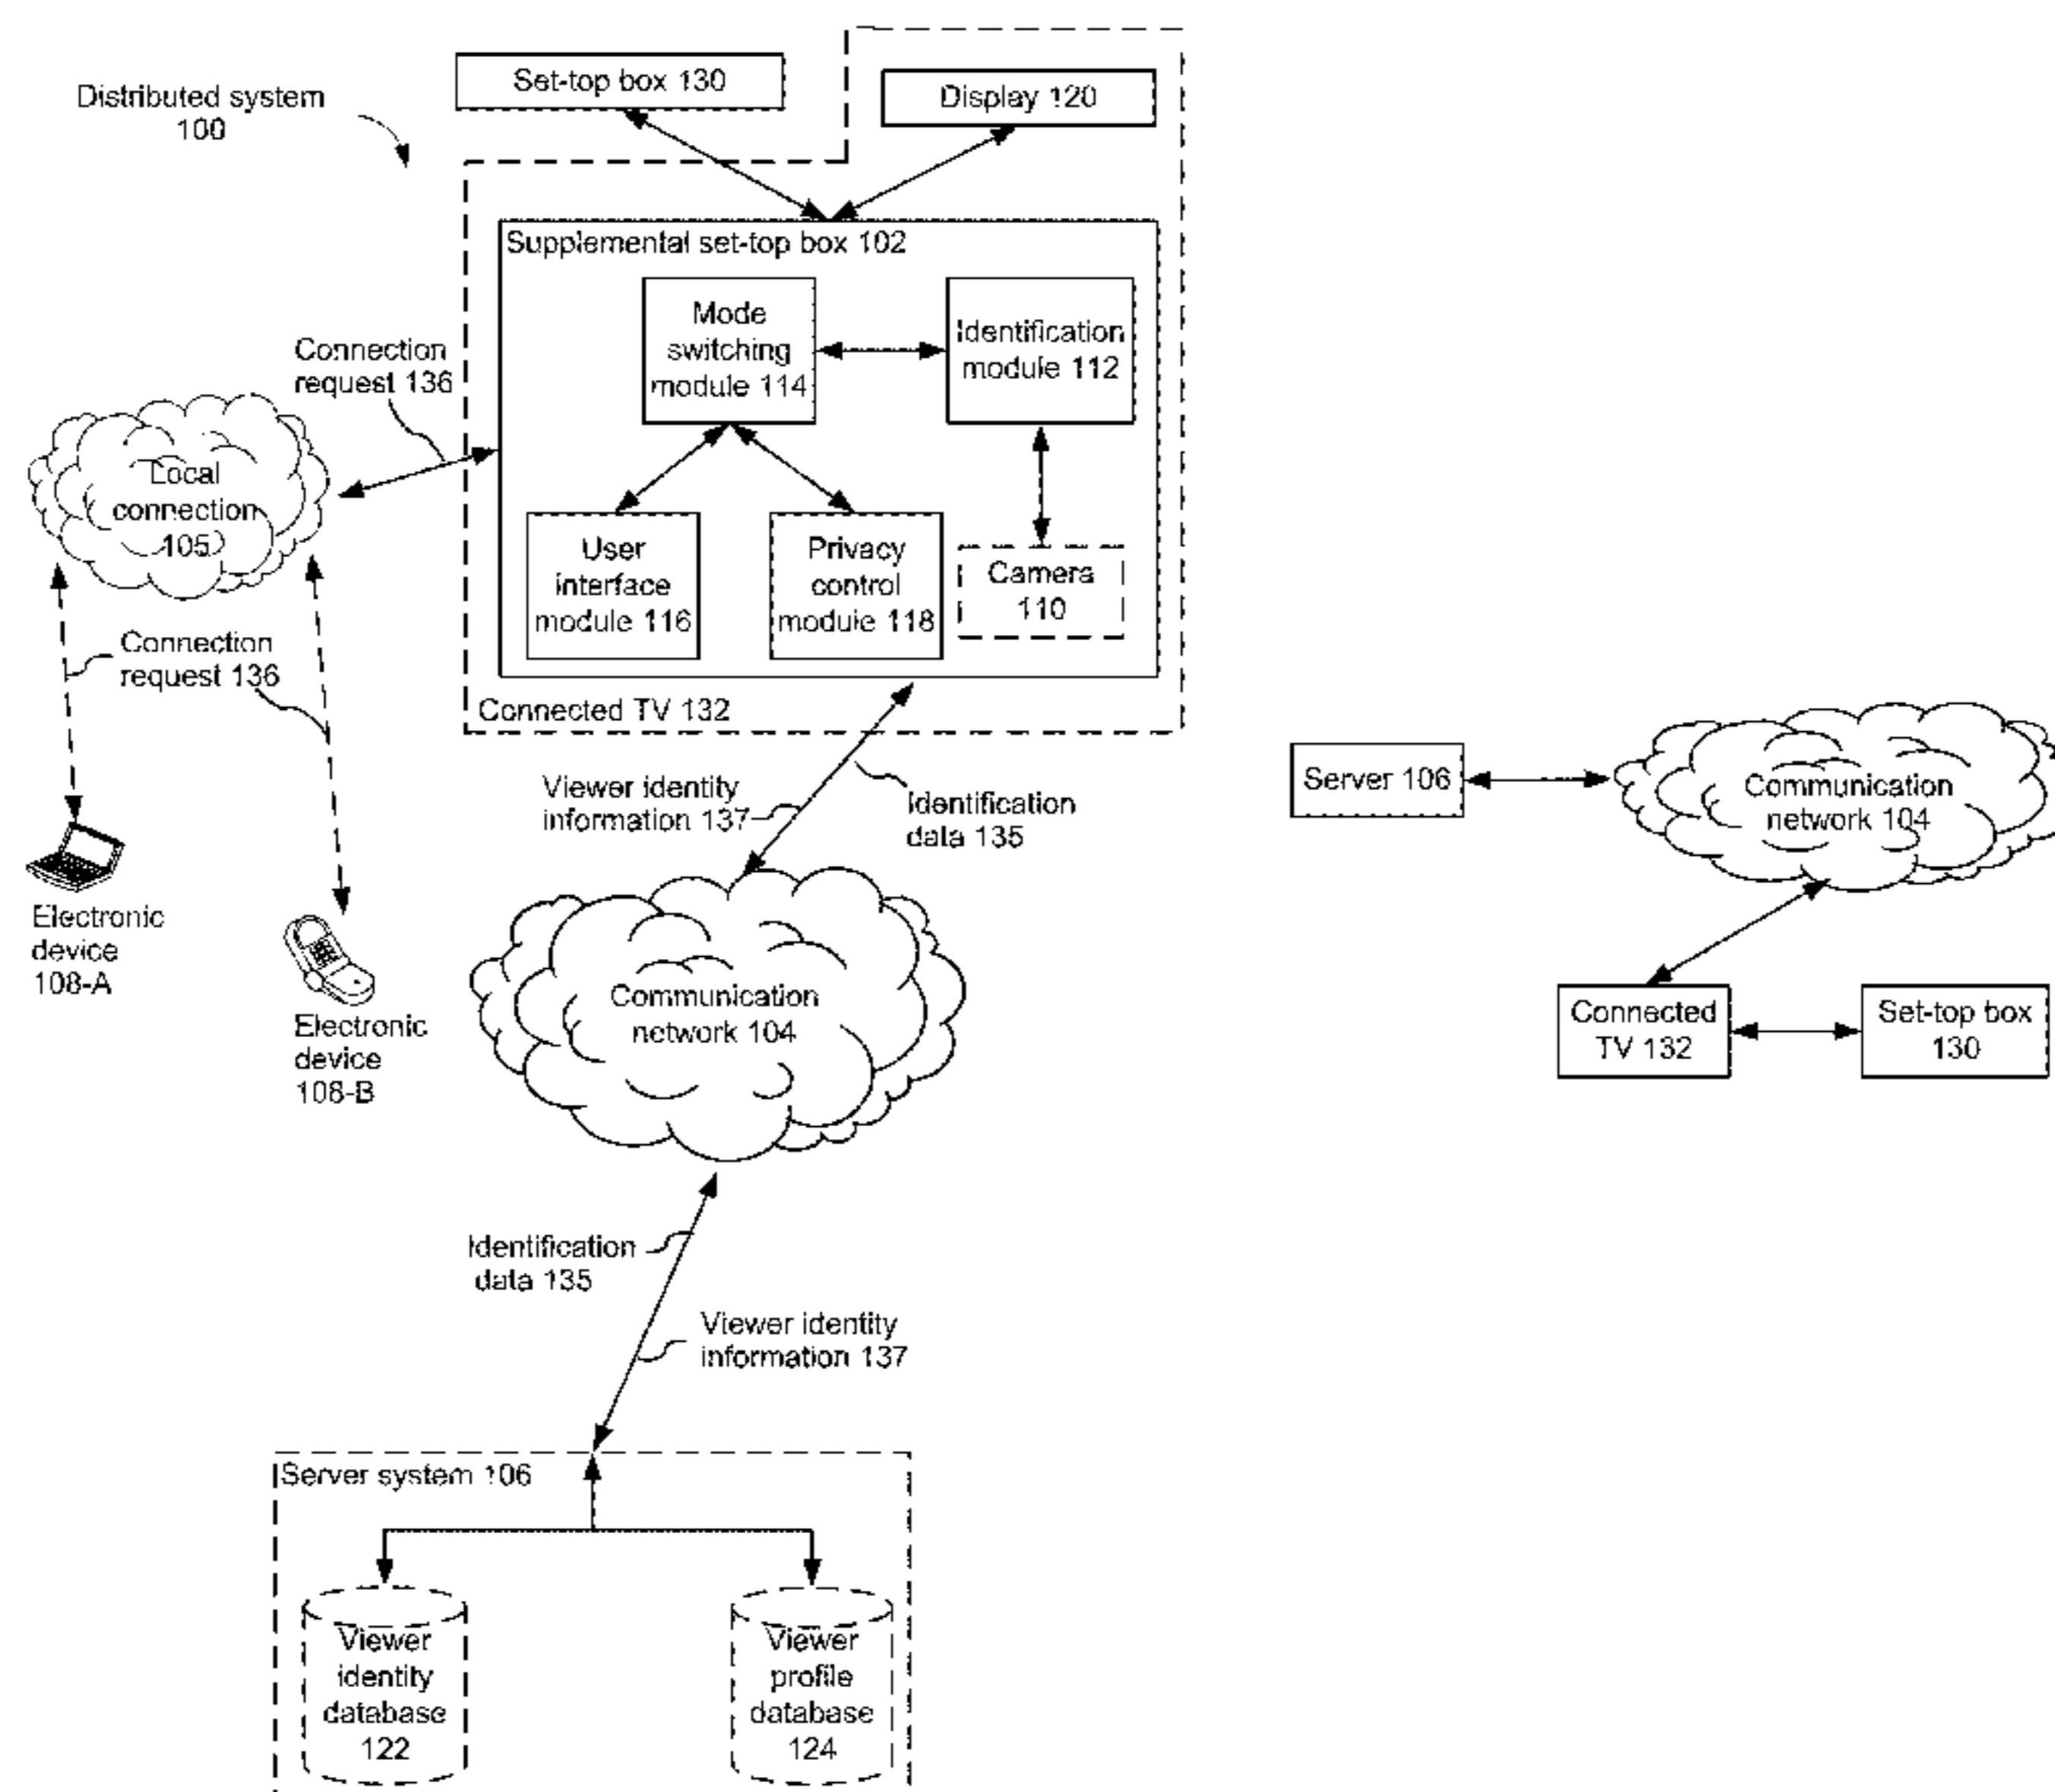 Distributed system
100
Set-top box 130
Display 120
Supplemental set-top box 102
Mode
switching
module 114
Identification
module 112
User
interface
module 116
Privacy
control
module 118
Camera
110
Connected TV 132
Connection
request 136
Local
connection
105
Connection
request 136
Electronic
device
108-A
Electronic
device
108-B
Viewer identity
information 137
Identification
data 135
Communication
network 104
Identification
data 135
Viewer identity
information 137
Server system 106
Viewer
identity
database
122
Viewer
profile
database
124
Server 106
Communication
network 104
Connected
TV 132
Set-top box
130